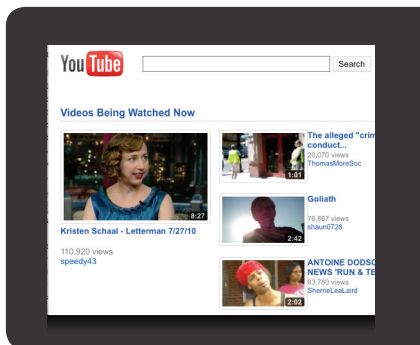 YouTube
Search
Videos Being Watched Now
8:27
Kristen Schaal - Letterman 7/27/10
110,920 views
speedy43
1:01
The alleged "crim
conduct...
20,070 views
ThomasMoreSoc
2:42
Goliath
76,867 views
shaun0728
2:02
ANTOINE DODSO
NEWS 'RUN & TE
83,780 views
SherrieLeaLaird